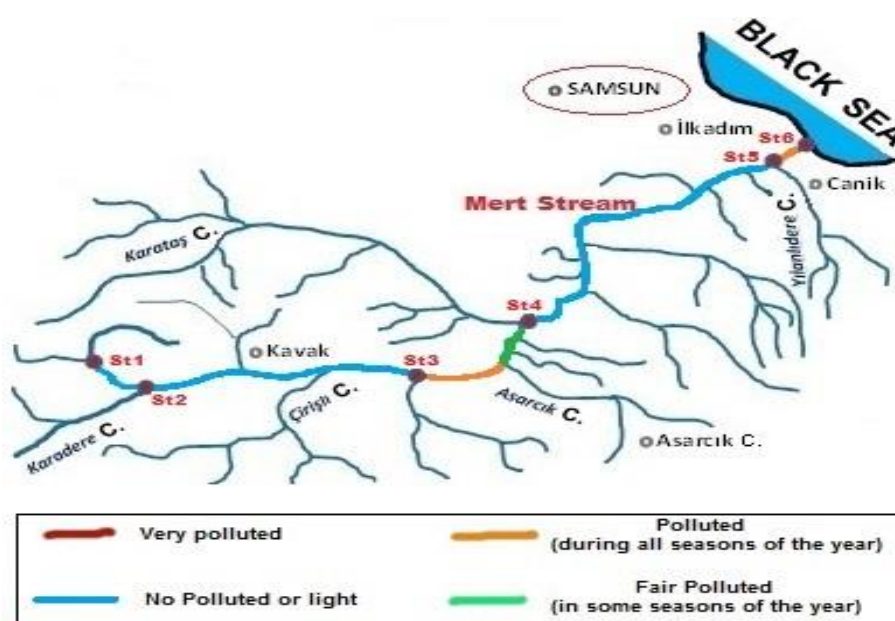 BLACK SEA
SAMSUN
İlkadım
St6
St5
Canik
Mert Stream
Yılanlıdere C.
Karataş C.
St4
St1
Kavak
St3
St2
Çirişli C.
Asarcık C.
Karadere C.
Asarcık C.
Very polluted
Polluted
(during all seasons of the year)
No Polluted or light
Fair Polluted
(in some seasons of the year)